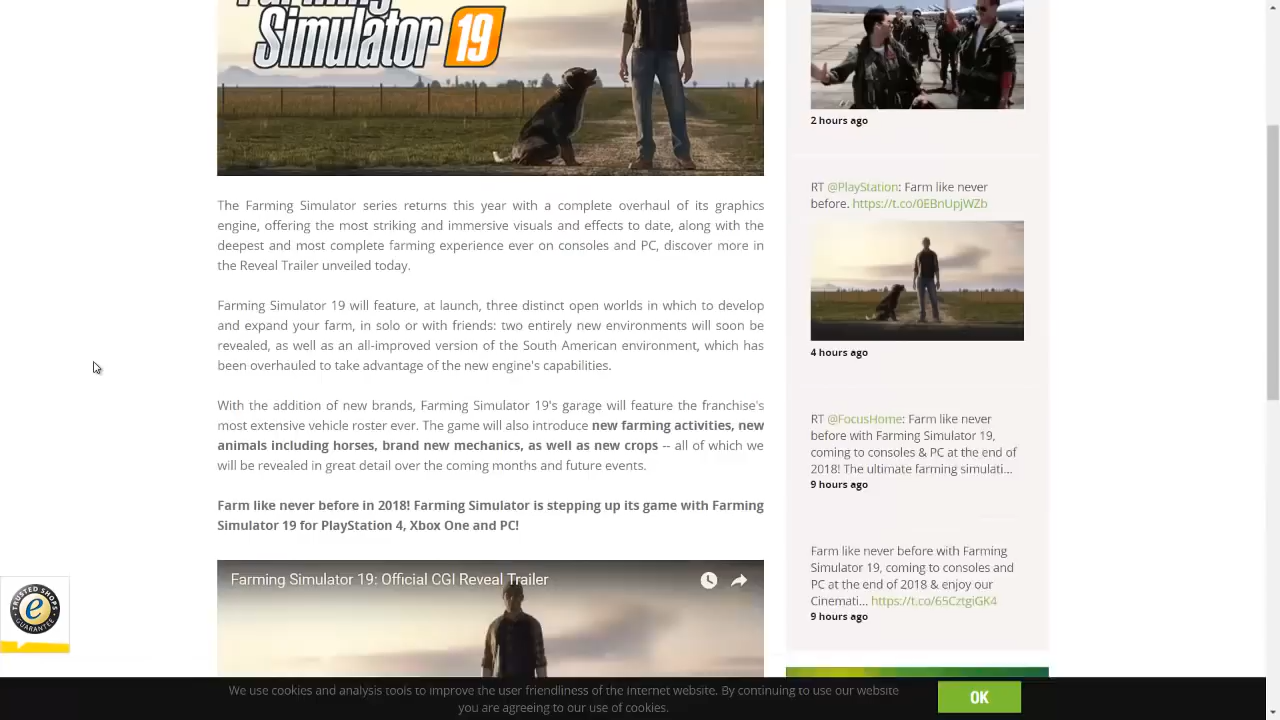 Farming
Simulator 19
The Farming Simulator series returns this year with a complete overhaul of its graphics
engine, offering the most striking and immersive visuals and effects to date, along with the
deepest and most complete farming experience ever on consoles and PC, discover more in
the Reveal Trailer unveiled today.
Farming Simulator 19 will feature, at launch, three distinct open worlds in which to develop
and expand your farm, in solo or with friends: two entirely new environments will soon be
revealed, as well as an all-improved version of the South American environment, which has
been overhauled to take advantage of the new engine's capabilities.
With the addition of new brands, Farming Simulator 19's garage will feature the franchise's
most extensive vehicle roster ever. The game will also introduce new farming activities, new
animals including horses, brand new mechanics, as well as new crops -- all of which we
will be revealed in great detail over the coming months and future events.
Farm like never before in 2018! Farming Simulator is stepping up its game with Farming
Simulator 19 for PlayStation 4, Xbox One and PC!
Farming Simulator 19: Official CGI Reveal Trailer
2 hours ago
RT @PlayStation: Farm like never
before. https://t.co/0EBnUpjWZb
4 hours ago
RT @FocusHome: Farm like never
before with Farming Simulator 19,
coming to consoles & PC at the end of
2018! The ultimate farming simulati...
9 hours ago
Farm like never before with Farming
Simulator 19, coming to consoles and
PC at the end of 2018 & enjoy our
Cinemati... https://t.co/65CztgiGK4
9 hours ago
TRUSTED SHOPS
e
GUARANTEE
We use cookies and analysis tools to improve the user friendliness of the Internet website. By continuing to use our website
you are agreeing to our use of cookies.
OK